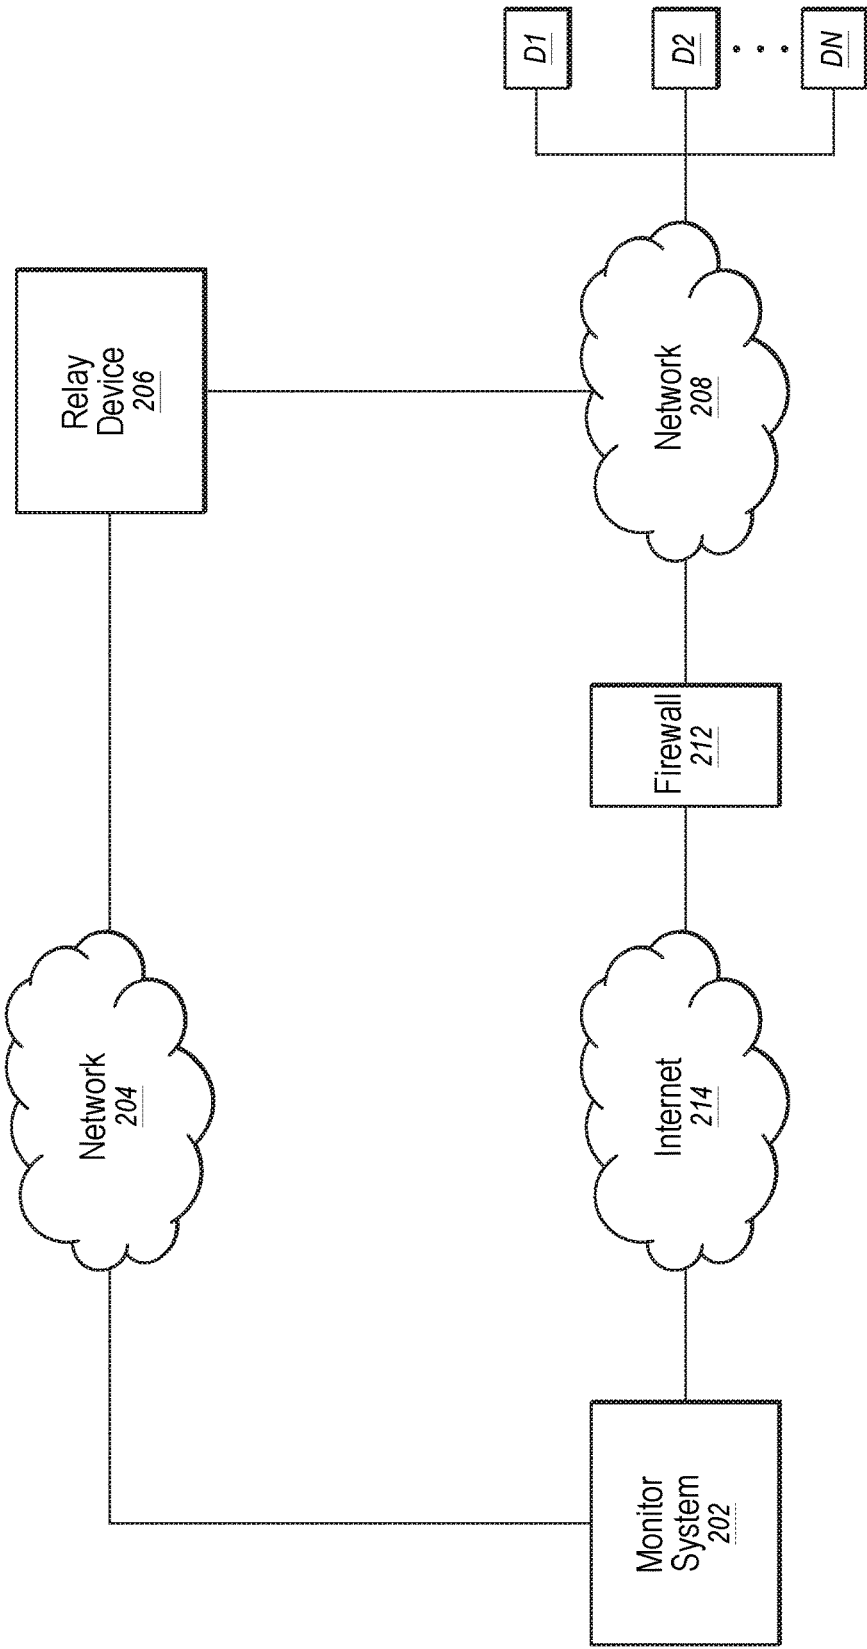 Network
204
Relay
Device
206
Monitor
System
202
Internet
214
Firewall
212
Network
208
D1
D2
DN